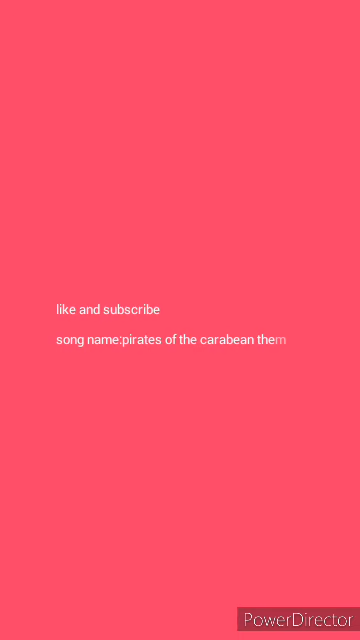 like and subscribe
song name:pirates of the carabean them
PowerDirector